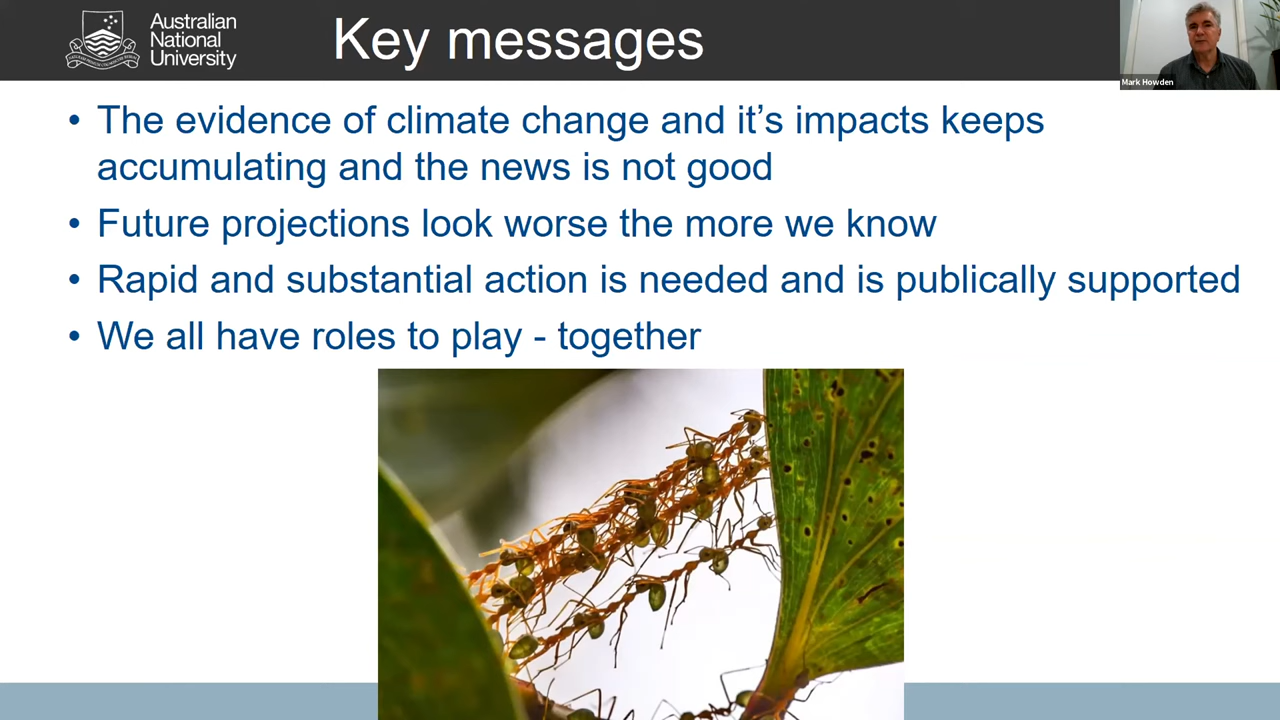 Australian
National
University
Key messages
Mark Howden
• The evidence of climate change and it's impacts keeps
accumulating and the news is not good
• Future projections look worse the more we know
• Rapid and substantial action is needed and is publically supported
• We all have roles to play - together